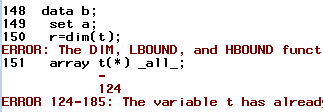 148 data b;
149 set a;
150 r=dim(t);
ERROR: The DIM, LBOUND, and HBOUND funct
151 array t(*) _all_;
-
124
ERROR 124-185: The variable t has alread